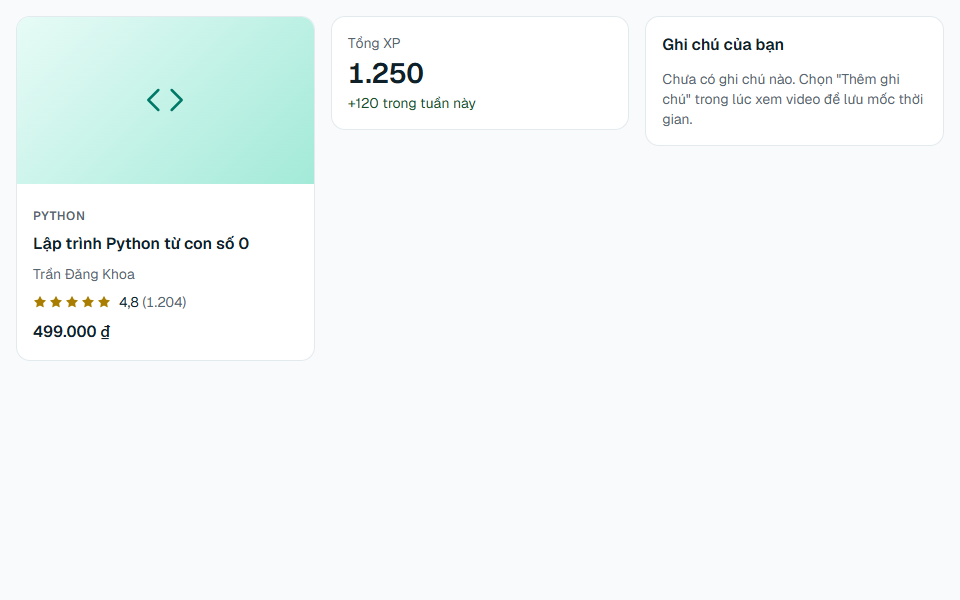 PYTHON
Lập trình Python từ con số 0
Trần Đăng Khoa
4,8 (1.204)
499.000 ₫
Tổng XP
1.250
+120 trong tuần này
Ghi chú của bạn
Chưa có ghi chú nào. Chọn "Thêm ghi
chú" trong lúc xem video để lưu mốc thời
gian.